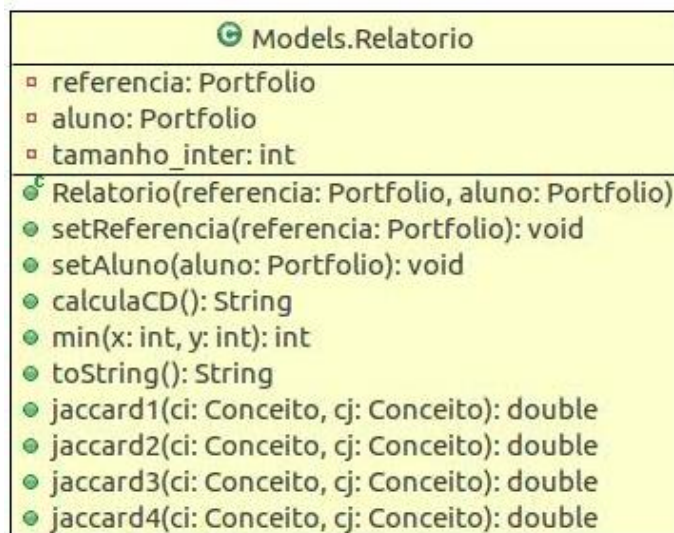 C Models.Relatorio
referencia: Portfolio
aluno: Portfolio
tamanho_inter: int
C Relatorio(referencia: Portfolio, aluno: Portfolio)
setReferencia(referencia: Portfolio): void
setAluno(aluno: Portfolio): void
calculaCD(): String
min(x: int, y: int): int
toString(): String
jaccard1(ci: Conceito, cj: Conceito): double
jaccard2(ci: Conceito, cj: Conceito): double
jaccard3(ci: Conceito, cj: Conceito): double
jaccard4(ci: Conceito, cj: Conceito): double